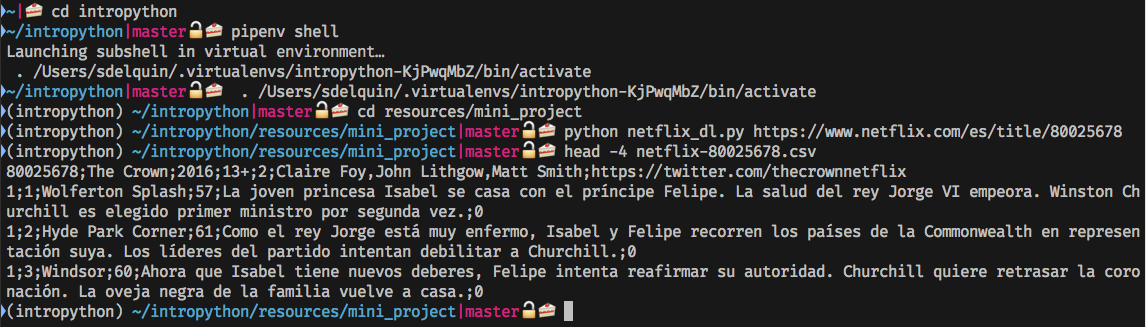 ~|🍰 cd intropython
~/intropython|master🔓🍰 pipenv shell
Launching subshell in virtual environment…
 . /Users/sdelquin/.virtualenvs/intropython-KjPwqMbZ/bin/activate
~/intropython|master🔓🍰  . /Users/sdelquin/.virtualenvs/intropython-KjPwqMbZ/bin/activate
(intropython) ~/intropython|master🔓🍰 cd resources/mini_project
(intropython) ~/intropython/resources/mini_project|master🔓🍰 python netflix_dl.py https://www.netflix.com/es/title/80025678
(intropython) ~/intropython/resources/mini_project|master🔓🍰 head -4 netflix-80025678.csv
80025678;The Crown;2016;13+;2;Claire Foy,John Lithgow,Matt Smith;https://twitter.com/thecrownnetflix
1;1;Wolferton Splash;57;La joven princesa Isabel se casa con el príncipe Felipe. La salud del rey Jorge VI empeora. Winston Ch
urchill es elegido primer ministro por segunda vez.;0
1;2;Hyde Park Corner;61;Como el rey Jorge está muy enfermo, Isabel y Felipe recorren los países de la Commonwealth en represen
tación suya. Los líderes del partido intentan debilitar a Churchill.;0
1;3;Windsor;60;Ahora que Isabel tiene nuevos deberes, Felipe intenta reafirmar su autoridad. Churchill quiere retrasar la coro
nación. La oveja negra de la familia vuelve a casa.;0
(intropython) ~/intropython/resources/mini_project|master🔓🍰